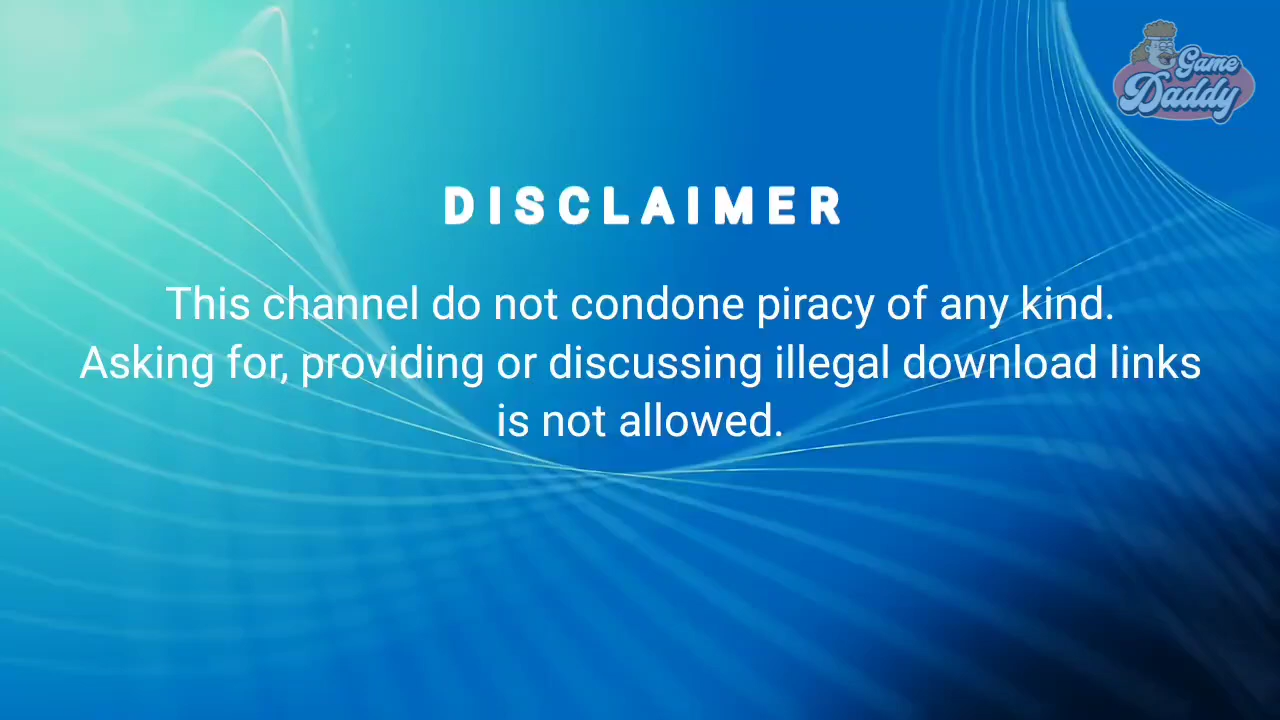 Game
Daddy
DISCLAIMER
This channel do not condone piracy of any kind.
Asking for, providing or discussing illegal download links
is not allowed.